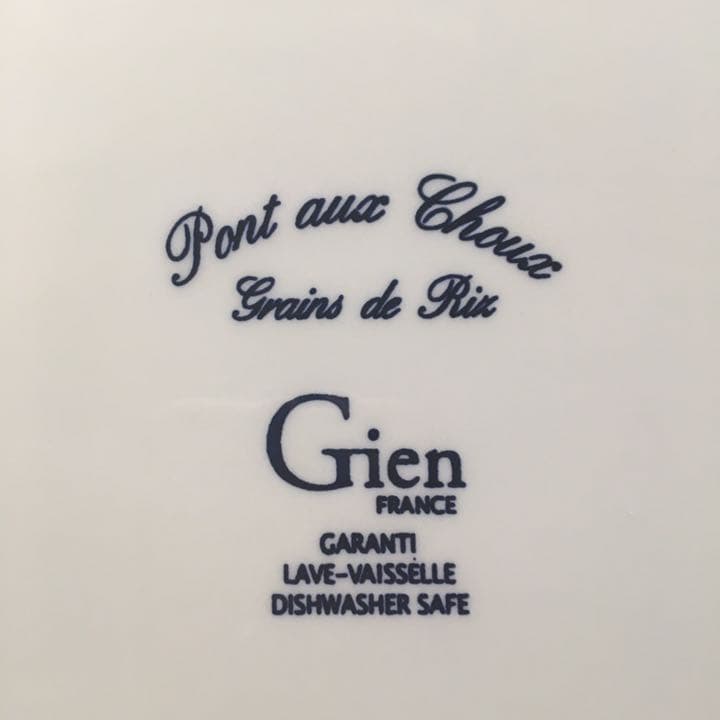 Pont aux Choux
Grains de Riz
Gien
FRANCE
GARANTI
LAVE-VAISSELLE
DISHWASHER SAFE